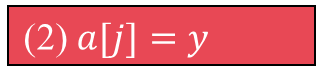 (2) a[j] = y